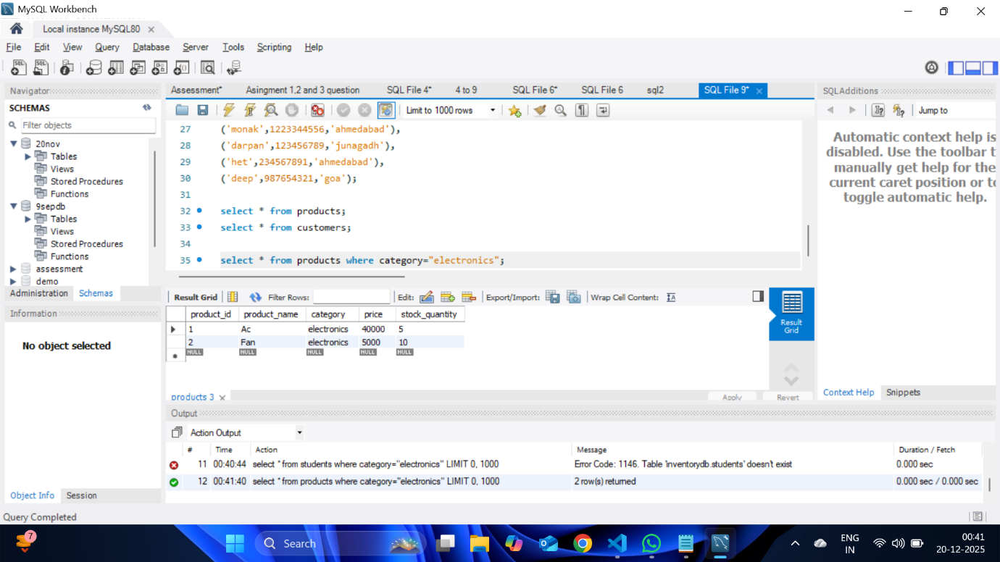 MySQL Workbench
Local instance MySQL80
File Edit View Query Database Server Tools Scripting Help
Navigator
SCHEMAS
Filter objects
20nov
Tables
Views
Stored Procedures
Functions
9sepdb
Tables
Views
Stored Procedures
Functions
assessment
demo
Administration Schemas
Information
No object selected
Object Info Session
Assessment* Asingment 1,2 and 3 question SQL File 4* 4 to 9 SQL File 6* SQL File 6 sql2 SQL File 9*
Limit to 1000 rows
27 ('monak',1223344556,'ahmedabad'),
28 ('darpan',123456789,'junagadh'),
29 ('het',234567891,'ahmedabad'),
30 ('deep',987654321,'goa');
31
32 select * from products;
33 select * from customers;
34
35 select * from products where category="electronics";
Result Grid Filter Rows: Edit: Export/Import: Wrap Cell Content: IA
product_id product_name category price stock_quantity
1 Ac electronics 40000 5
2 Fan electronics 5000 10
NULL NULL NULL NULL NULL
Result
Grid
products 3
Apply Revert
SQLAdditions
Jump to
Automatic context help is
disabled. Use the toolbar t
manually get help for the
current caret position or to
toggle automatic help.
Context Help Snippets
Output
Action Output
# Time Action Message Duration / Fetch
11 00:40:44 select * from students where category="electronics" LIMIT 0, 1000 Error Code: 1146. Table 'inventorydb.students' doesn't exist 0.000 sec
12 00:41:40 select * from products where category="electronics" LIMIT 0, 1000 2 row(s) returned 0.000 sec / 0.000 sec
Query Completed
7
Search
ENG
IN
00:41
20-12-2025